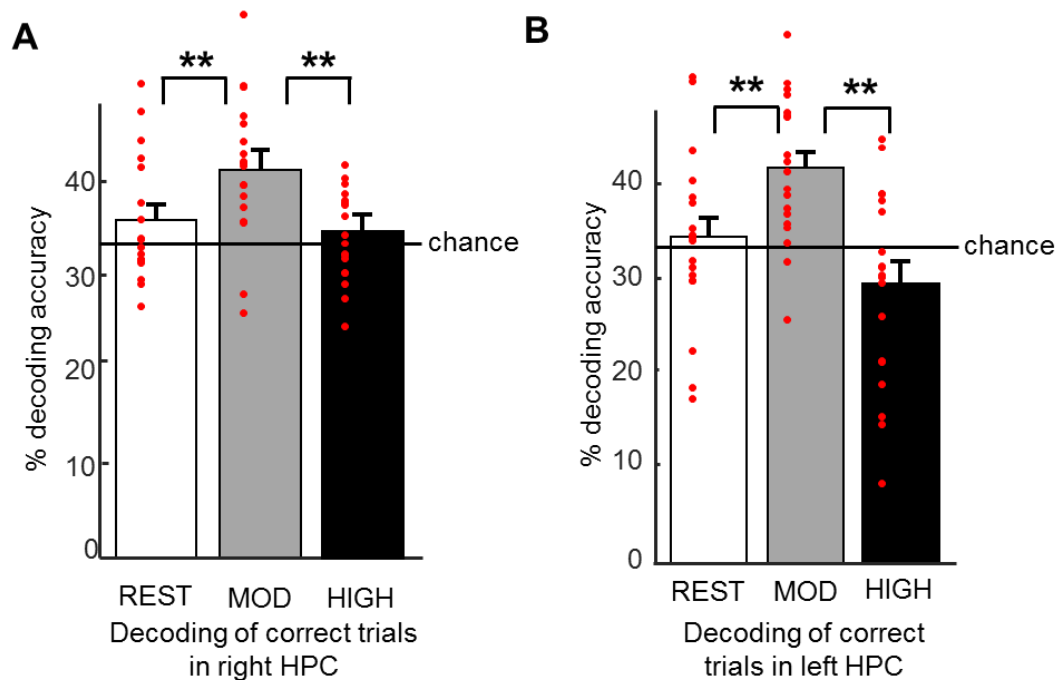 A
** **
% decoding accuracy
40
30
20
10
0
chance
REST MOD HIGH
Decoding of correct trials
in right HPC
B
** **
% decoding accuracy
40
30
20
10
0
chance
REST MOD HIGH
Decoding of correct
trials in left HPC